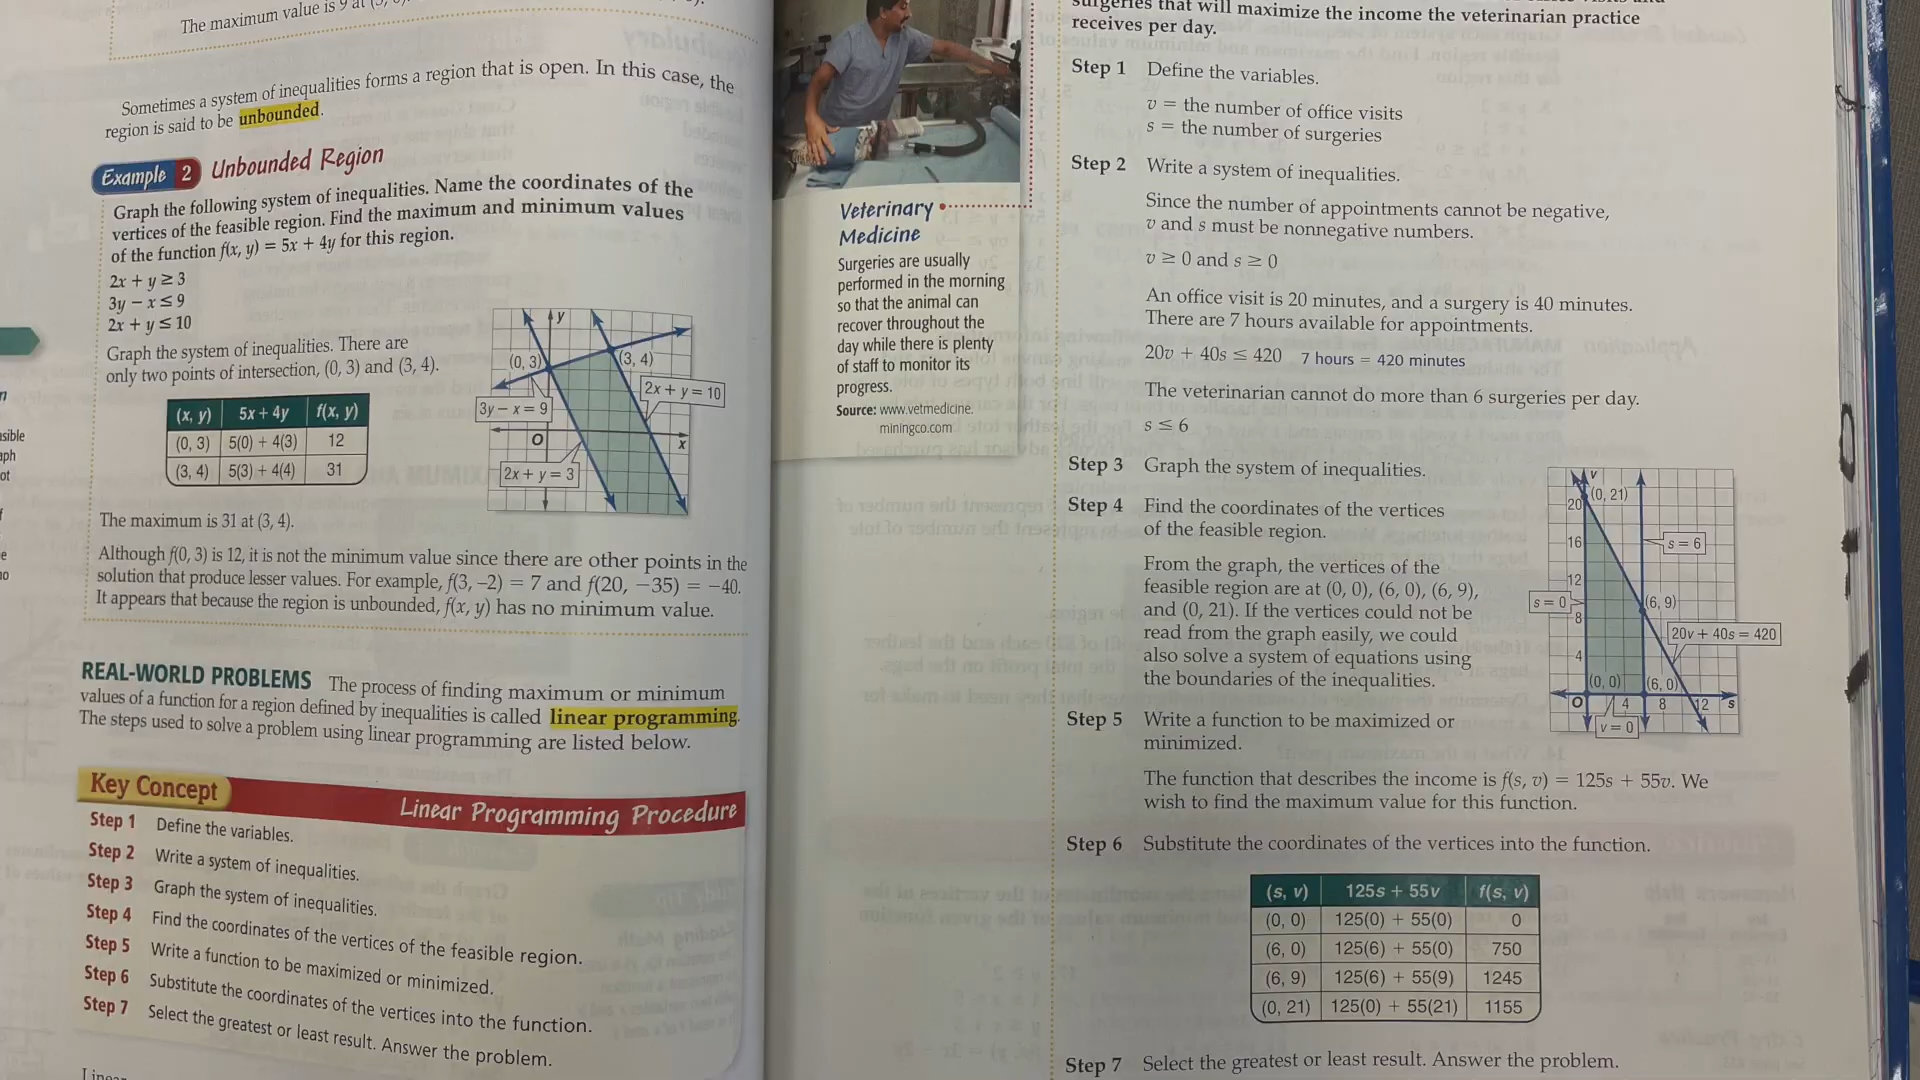 The maximum value is 9 at
Sometimes a system of inequalities forms a region that is open. In this case, the
region is said to be unbounded.
Example 2 Unbounded Region
Graph the following system of inequalities. Name the coordinates of the
vertices of the feasible region. Find the maximum and minimum values
of the function f(x, y) = 5x + 4y for this region.
2x + y ≥ 3
3y − x ≤ 9
2x + y ≤ 10
Graph the system of inequalities. There are
only two points of intersection, (0, 3) and (3, 4).
(x, y) 5x + 4y f(x, y)
(0, 3) 5(0) + 4(3) 12
(3, 4) 5(3) + 4(4) 31
y
(0, 3)
(3, 4)
2x + y = 10
3y − x = 9
O
x
2x + y = 3
The maximum is 31 at (3, 4).
Although f(0, 3) is 12, it is not the minimum value since there are other points in the
solution that produce lesser values. For example, f(3, −2) = 7 and f(20, −35) = −40.
It appears that because the region is unbounded, f(x, y) has no minimum value.
REAL-WORLD PROBLEMS The process of finding maximum or minimum
values of a function for a region defined by inequalities is called linear programming.
The steps used to solve a problem using linear programming are listed below.
Key Concept
Linear Programming Procedure
Step 1 Define the variables.
Step 2 Write a system of inequalities.
Step 3 Graph the system of inequalities.
Step 4 Find the coordinates of the vertices of the feasible region.
Step 5 Write a function to be maximized or minimized.
Step 6 Substitute the coordinates of the vertices into the function.
Step 7 Select the greatest or least result. Answer the problem.
Veterinary
Medicine
Surgeries are usually
performed in the morning
so that the animal can
recover throughout the
day while there is plenty
of staff to monitor its
progress.
Source: www.vetmedicine.
miningco.com
surgeries that will maximize the income the veterinarian practice
receives per day.
Step 1 Define the variables.
v = the number of office visits
s = the number of surgeries
Step 2 Write a system of inequalities.
Since the number of appointments cannot be negative,
v and s must be nonnegative numbers.
v ≥ 0 and s ≥ 0
An office visit is 20 minutes, and a surgery is 40 minutes.
There are 7 hours available for appointments.
20v + 40s ≤ 420 7 hours = 420 minutes
The veterinarian cannot do more than 6 surgeries per day.
s ≤ 6
Step 3 Graph the system of inequalities.
Step 4 Find the coordinates of the vertices
of the feasible region.
From the graph, the vertices of the
feasible region are at (0, 0), (6, 0), (6, 9),
and (0, 21). If the vertices could not be
read from the graph easily, we could
also solve a system of equations using
the boundaries of the inequalities.
v
(0, 21)
20
16
s = 6
12
s = 0
(6, 9)
8
20v + 40s = 420
4
(0, 0)
(6, 0)
O 4 8 12 s
v = 0
Step 5 Write a function to be maximized or
minimized.
The function that describes the income is f(s, v) = 125s + 55v. We
wish to find the maximum value for this function.
Step 6 Substitute the coordinates of the vertices into the function.
(s, v) 125s + 55v f(s, v)
(0, 0) 125(0) + 55(0) 0
(6, 0) 125(6) + 55(0) 750
(6, 9) 125(6) + 55(9) 1245
(0, 21) 125(0) + 55(21) 1155
Step 7 Select the greatest or least result. Answer the problem.